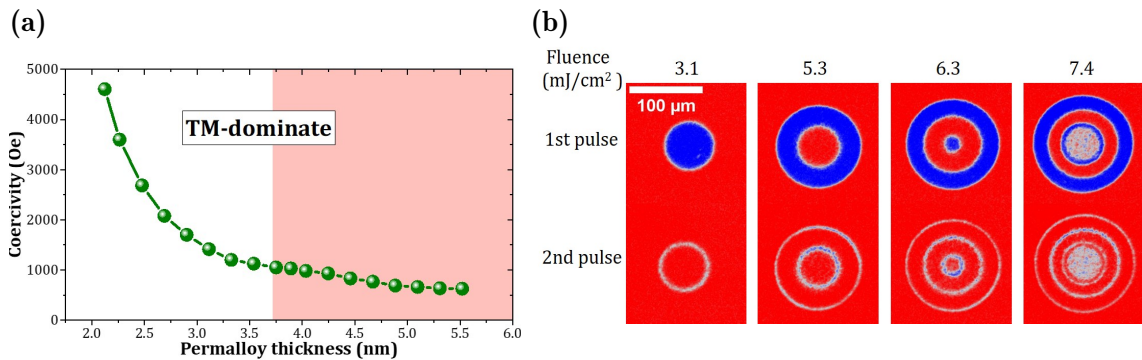 (a)
5000
4000
3000
2000
1000
0
Coercivity (Oe)
TM-dominate
2.0 2.5 3.0 3.5 4.0 4.5 5.0 5.5 6.0
Permalloy thickness (nm)
(b)
Fluence
(mJ/cm²) 3.1 5.3 6.3 7.4
100 µm
1st pulse
2nd pulse